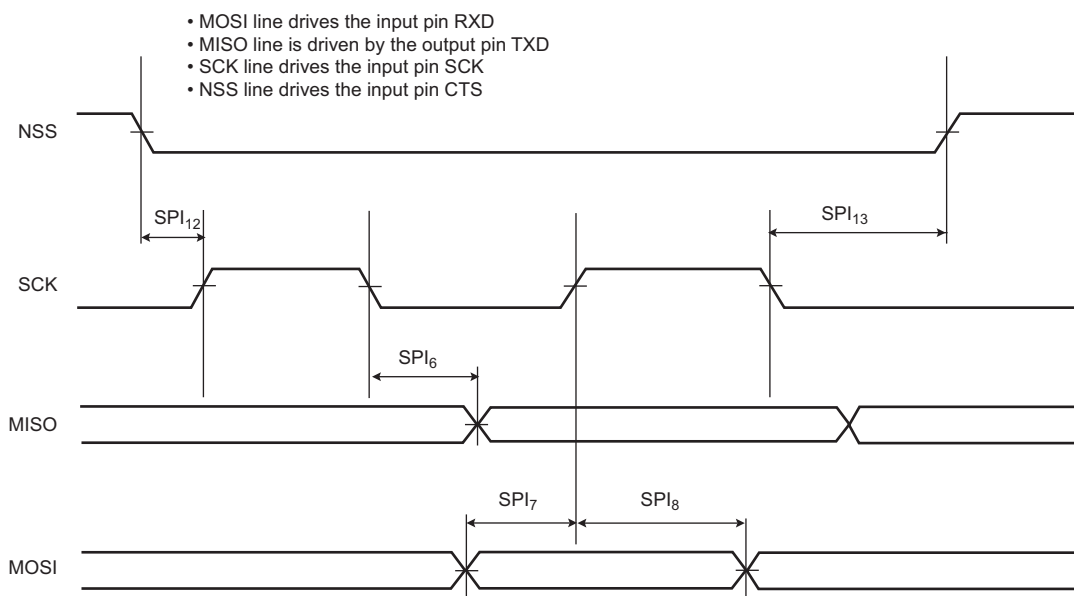 • MOSI line drives the input pin RXD
• MISO line is driven by the output pin TXD
• SCK line drives the input pin SCK
• NSS line drives the input pin CTS
NSS
SPI₁₂
SPI₁₃
SCK
SPI₆
MISO
SPI₇
SPI₈
MOSI